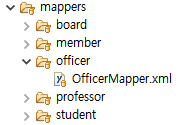 mappers
board
member
officer
OfficerMapper.xml
professor
student